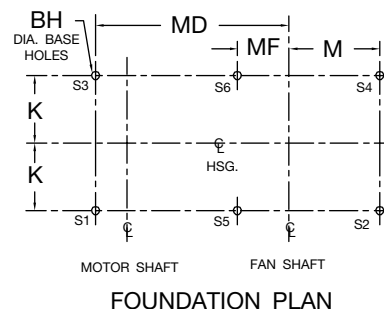 BH
DIA. BASE
HOLES
MD
MF
M
S3
S6
S4
K
℄
HSG.
K
S1
S5
S2
℄
℄
MOTOR SHAFT
FAN SHAFT
FOUNDATION PLAN